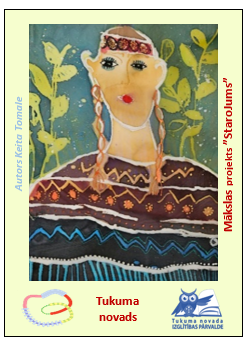 Autors Keita Tomale
Mākslas projekts "StaroJums"
Tukuma
novads
Tukuma novada
IZGLĪTĪBAS PĀRVALDE